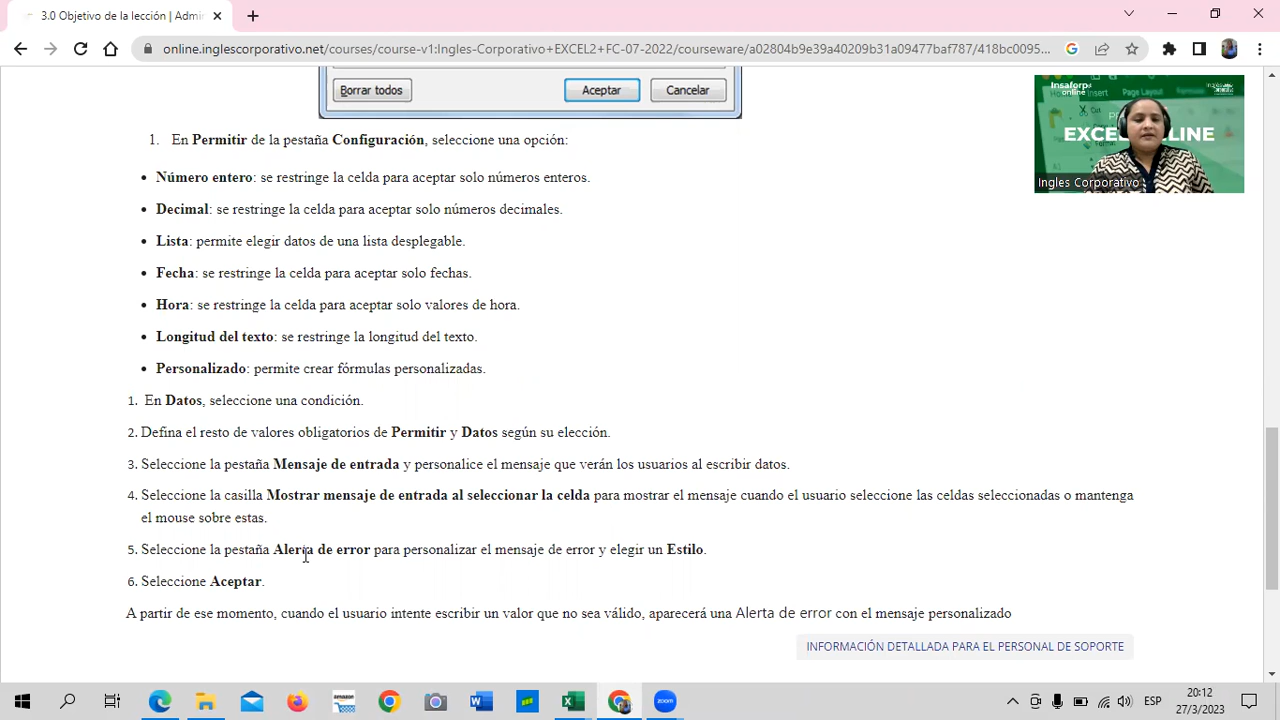 3.0 Objetivo de la lección | Admi
online.inglescorporativo.net/courses/course-v1:Ingles-Corporativo+EXCEL2+FC-07-2022/courseware/a02804b9e39a40209b31a09477baf787/418bc0095...
Borar todos
Aceptar
Cancelar
1. En Permitir de la pestaña Configuración, seleccione una opción:
• Número entero: se restringe la celda para aceptar solo números enteros.
• Decimal: se restringe la celda para aceptar solo números decimales.
• Lista: permite elegir datos de una lista desplegable.
• Fecha: se restringe la celda para aceptar solo fechas.
• Hora: se restringe la celda para aceptar solo valores de hora.
• Longitud del texto: se restringe la longitud del texto.
• Personalizado: permite crear fórmulas personalizadas.
1. En Datos, seleccione una condición.
2. Defina el resto de valores obligatorios de Permitir y Datos según su elección.
3. Seleccione la pestaña Mensaje de entrada y personalice el mensaje que verán los usuarios al escribir datos.
4. Seleccione la casilla Mostrar mensaje de entrada al seleccionar la celda para mostrar el mensaje cuando el usuario seleccione las celdas seleccionadas o mantenga
el mouse sobre estas.
5. Seleccione la pestaña Alerta de error para personalizar el mensaje de error y elegir un Estilo.
6. Seleccione Aceptar.
A partir de ese momento, cuando el usuario intente escribir un valor que no sea válido, aparecerá una Alerta de error con el mensaje personalizado
INFORMACIÓN DETALLADA PARA EL PERSONAL DE SOPORTE
Insaforp
online
Insert
Page Layout
Formulas
Cut
EXCEL
LINE
Ingles Corporativo
amazon
zoom
ESP
20:12
27/3/2023